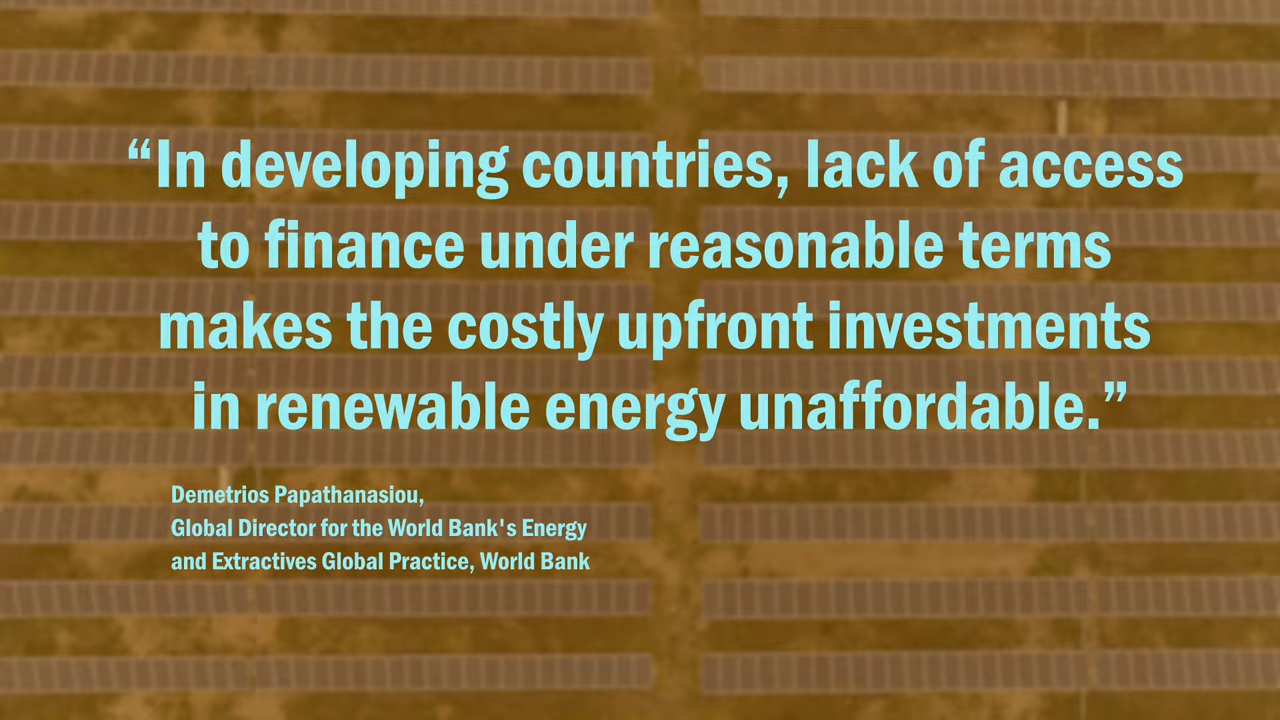 “In developing countries, lack of access
to finance under reasonable terms
makes the costly upfront investments
in renewable energy unaffordable.”
Demetrios Papathanasiou,
Global Director for the World Bank's Energy
and Extractives Global Practice, World Bank